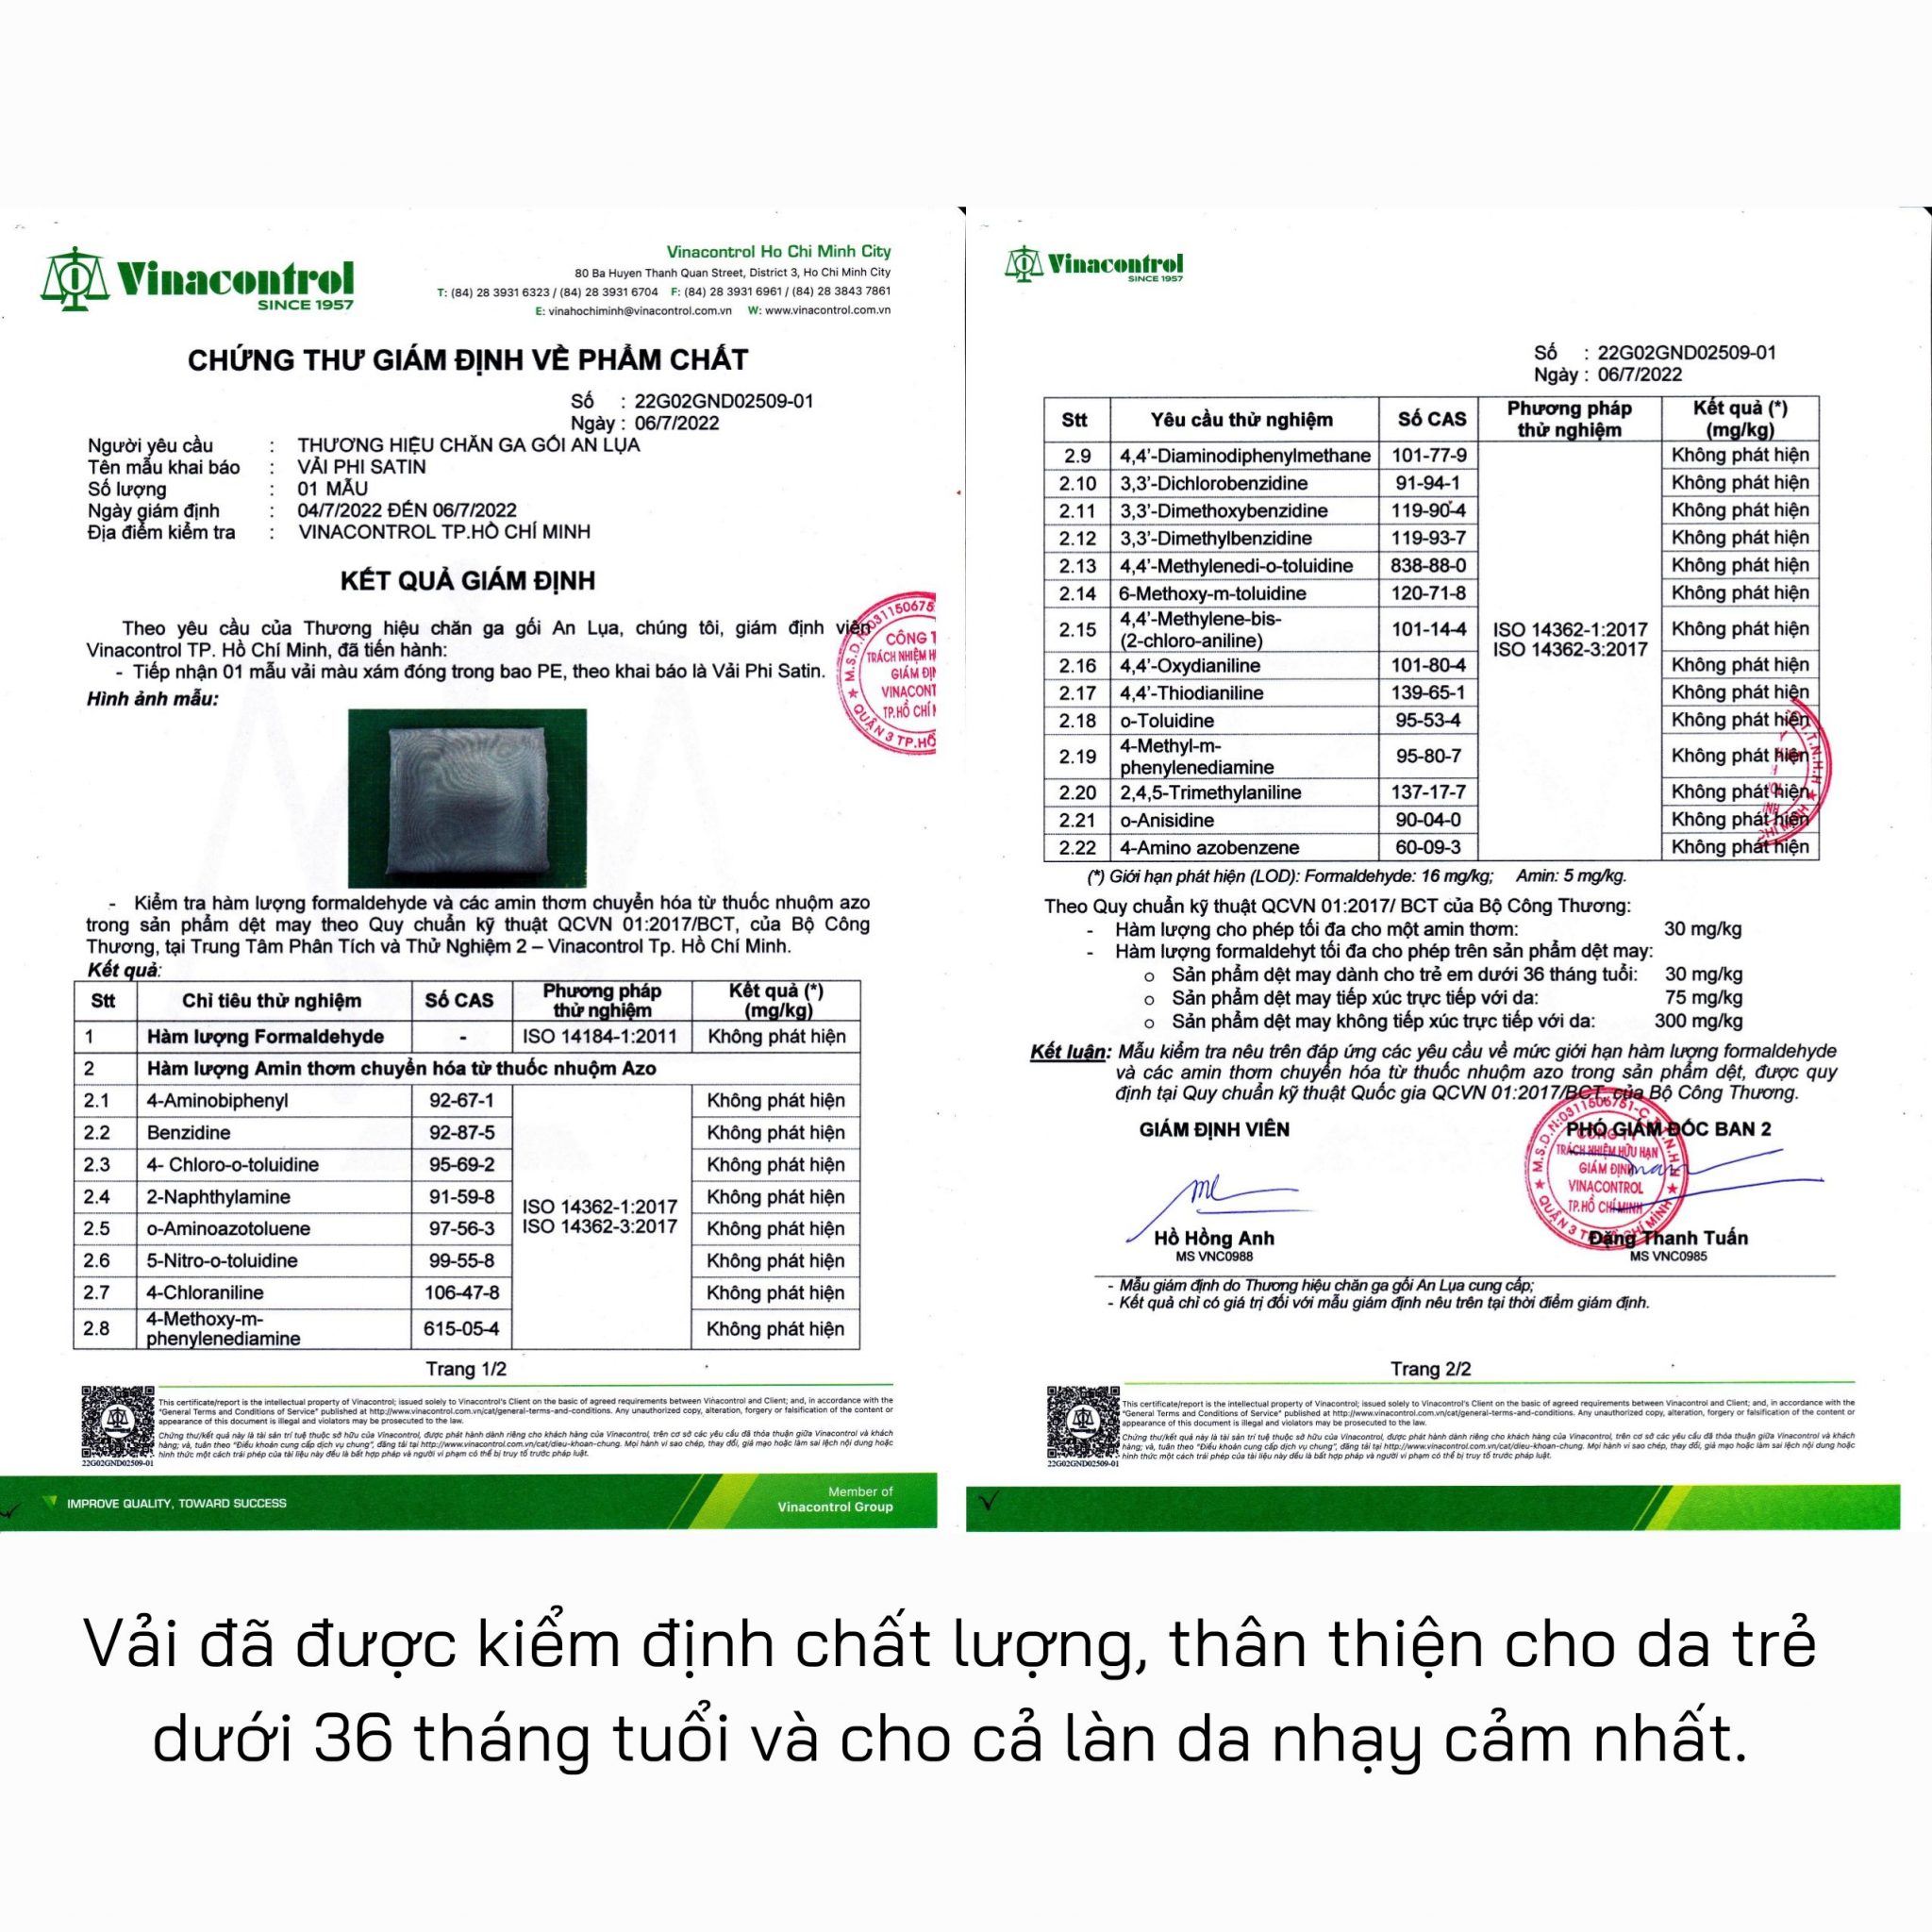 Vinacontrol
SINCE 1957
Vinacontrol Ho Chi Minh City
80 Ba Huyen Thanh Quan Street, District 3, Ho Chi Minh City
T: (84) 28 3931 6323 / (84) 28 3931 6704 F: (84) 28 3931 6961 / (84) 28 3843 7861
E: vinahochiminh@vinacontrol.com.vn W: www.vinacontrol.com.vn
CHỨNG THƯ GIÁM ĐỊNH VỀ PHẨM CHẤT
Số : 22G02GND02509-01
Ngày : 06/7/2022
Người yêu cầu : THƯƠNG HIỆU CHĂN GA GỐI AN LỤA
Tên mẫu khai báo : VẢI PHI SATIN
Số lượng : 01 MẪU
Ngày giám định : 04/7/2022 ĐẾN 06/7/2022
Địa điểm kiểm tra : VINACONTROL TP.HỒ CHÍ MINH
KẾT QUẢ GIÁM ĐỊNH
Theo yêu cầu của Thương hiệu chăn ga gối An Lụa, chúng tôi, giám định viên
Vinacontrol TP. Hồ Chí Minh, đã tiến hành:
- Tiếp nhận 01 mẫu vải màu xám đóng trong bao PE, theo khai báo là Vải Phi Satin.
Hình ảnh mẫu:
- Kiểm tra hàm lượng formaldehyde và các amin thơm chuyển hóa từ thuốc nhuộm azo
trong sản phẩm dệt may theo Quy chuẩn kỹ thuật QCVN 01:2017/BCT, của Bộ Công
Thương, tại Trung Tâm Phân Tích và Thử Nghiệm 2 – Vinacontrol Tp. Hồ Chí Minh.
Kết quả:
Stt Chỉ tiêu thử nghiệm Số CAS Phương pháp thử nghiệm Kết quả (*) (mg/kg)
1 Hàm lượng Formaldehyde - ISO 14184-1:2011 Không phát hiện
2 Hàm lượng Amin thơm chuyển hóa từ thuốc nhuộm Azo
2.1 4-Aminobiphenyl 92-67-1 Không phát hiện
2.2 Benzidine 92-87-5 Không phát hiện
2.3 4- Chloro-o-toluidine 95-69-2 Không phát hiện
2.4 2-Naphthylamine 91-59-8 Không phát hiện
ISO 14362-1:2017
ISO 14362-3:2017
2.5 o-Aminoazotoluene 97-56-3 Không phát hiện
2.6 5-Nitro-o-toluidine 99-55-8 Không phát hiện
2.7 4-Chloraniline 106-47-8 Không phát hiện
2.8 4-Methoxy-m-phenylenediamine 615-05-4 Không phát hiện
Trang 1/2
This certificate/report is the intellectual property of Vinacontrol; issued solely to Vinacontrol's Client on the basic of agreed requirements between Vinacontrol and Client; and, in accordance with the
"General Terms and Conditions of Service" published at http://www.vinacontrol.com.vn/cat/general-terms-and-conditions. Any unauthorized copy, alteration, forgery or falsification of the content or
appearance of this document is illegal and violators may be prosecuted to the law.
Chứng thư/kết quả này là tài sản trí tuệ thuộc sở hữu của Vinacontrol, được phát hành dành riêng cho khách hàng của Vinacontrol, trên cơ sở các yêu cầu đã thỏa thuận giữa Vinacontrol và khách
hàng; và, tuân theo "Điều khoản cung cấp dịch vụ chung", đăng tải tại http://www.vinacontrol.com.vn/cat/dieu-khoan-chung. Mọi hành vi sao chép, thay đổi, giả mạo hoặc làm sai lệch nội dung hoặc
hình thức một cách trái phép của tài liệu này đều là bất hợp pháp và người vi phạm có thể bị truy tố trước pháp luật.
22G02GND02509-01
IMPROVE QUALITY, TOWARD SUCCESS
Member of
Vinacontrol Group
Vinacontrol
SINCE 1957
Số : 22G02GND02509-01
Ngày : 06/7/2022
Stt Yêu cầu thử nghiệm Số CAS Phương pháp thử nghiệm Kết quả (*) (mg/kg)
2.9 4,4'-Diaminodiphenylmethane 101-77-9 Không phát hiện
2.10 3,3'-Dichlorobenzidine 91-94-1 Không phát hiện
2.11 3,3'-Dimethoxybenzidine 119-90-4 Không phát hiện
2.12 3,3'-Dimethylbenzidine 119-93-7 Không phát hiện
2.13 4,4'-Methylenedi-o-toluidine 838-88-0 Không phát hiện
2.14 6-Methoxy-m-toluidine 120-71-8 Không phát hiện
2.15 4,4'-Methylene-bis-(2-chloro-aniline) 101-14-4 ISO 14362-1:2017 ISO 14362-3:2017 Không phát hiện
2.16 4,4'-Oxydianiline 101-80-4 Không phát hiện
2.17 4,4'-Thiodianiline 139-65-1 Không phát hiện
2.18 o-Toluidine 95-53-4 Không phát hiện
2.19 4-Methyl-m-phenylenediamine 95-80-7 Không phát hiện
2.20 2,4,5-Trimethylaniline 137-17-7 Không phát hiện
2.21 o-Anisidine 90-04-0 Không phát hiện
2.22 4-Amino azobenzene 60-09-3 Không phát hiện
(*) Giới hạn phát hiện (LOD): Formaldehyde: 16 mg/kg; Amin: 5 mg/kg.
Theo Quy chuẩn kỹ thuật QCVN 01:2017/ BCT của Bộ Công Thương:
- Hàm lượng cho phép tối đa cho một amin thơm: 30 mg/kg
- Hàm lượng formaldehyt tối đa cho phép trên sản phẩm dệt may:
o Sản phẩm dệt may dành cho trẻ em dưới 36 tháng tuổi: 30 mg/kg
o Sản phẩm dệt may tiếp xúc trực tiếp với da: 75 mg/kg
o Sản phẩm dệt may không tiếp xúc trực tiếp với da: 300 mg/kg
Kết luận: Mẫu kiểm tra nêu trên đáp ứng các yêu cầu về mức giới hạn hàm lượng formaldehyde
và các amin thơm chuyển hóa từ thuốc nhuộm azo trong sản phẩm dệt, được quy
định tại Quy chuẩn kỹ thuật Quốc gia QCVN 01:2017/BCT, của Bộ Công Thương.
GIÁM ĐỊNH VIÊN PHÓ GIÁM ĐỐC BAN 2
M.S.D.N:0311506751-C.T.T.N.H.H
CÔNG TY
TRÁCH NHIỆM HỮU HẠN
GIÁM ĐỊNH
VINACONTROL
TP.HỒ CHÍ MINH
QUẬN 3 TP.HỒ CHÍ MINH
Hồ Hồng Anh Đặng Thanh Tuấn
MS VNC0988 MS VNC0985
- Mẫu giám định do Thương hiệu chăn ga gối An Lụa cung cấp;
- Kết quả chỉ có giá trị đối với mẫu giám định nêu trên tại thời điểm giám định.
Trang 2/2
This certificate/report is the intellectual property of Vinacontrol; issued solely to Vinacontrol's Client on the basic of agreed requirements between Vinacontrol and Client; and, in accordance with the
"General Terms and Conditions of Service" published at http://www.vinacontrol.com.vn/cat/general-terms-and-conditions. Any unauthorized copy, alteration, forgery or falsification of the content or
appearance of this document is illegal and violators may be prosecuted to the law.
Chứng thư/kết quả này là tài sản trí tuệ thuộc sở hữu của Vinacontrol, được phát hành dành riêng cho khách hàng của Vinacontrol, trên cơ sở các yêu cầu đã thỏa thuận giữa Vinacontrol và khách
hàng; và, tuân theo "Điều khoản cung cấp dịch vụ chung", đăng tải tại http://www.vinacontrol.com.vn/cat/dieu-khoan-chung. Mọi hành vi sao chép, thay đổi, giả mạo hoặc làm sai lệch nội dung hoặc
hình thức một cách trái phép của tài liệu này đều là bất hợp pháp và người vi phạm có thể bị truy tố trước pháp luật.
22G02GND02509-01
Vải đã được kiểm định chất lượng, thân thiện cho da trẻ
dưới 36 tháng tuổi và cho cả làn da nhạy cảm nhất.